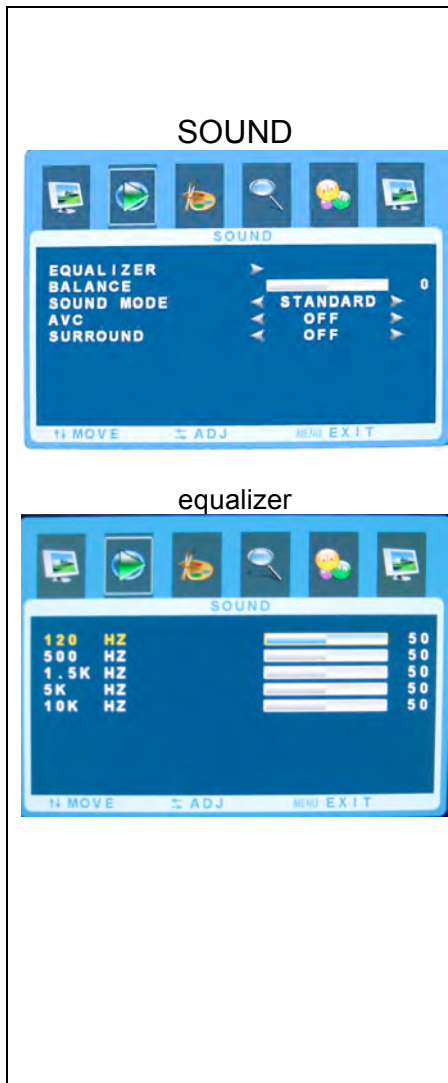 SOUND
SOUND
EQUALIZER
BALANCE 0
SOUND MODE STANDARD
AVC OFF
SURROUND OFF
MOVE ADJ MENU EXIT
equalizer
SOUND
120 HZ 50
500 HZ 50
1.5K HZ 50
5K HZ 50
10K HZ 50
MOVE ADJ MENU EXIT